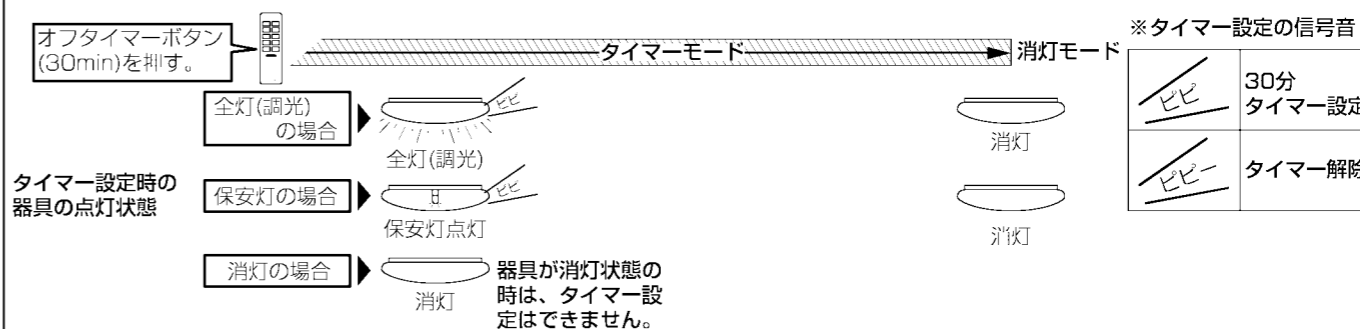 オフタイマーボタン
(30min)を押す。
タイマーモード
消灯モード
※タイマー設定の信号音
ピピ
30分
タイマー設定
ピピー
タイマー解除
タイマー設定時の
器具の点灯状態
全灯(調光)
の場合
ピピ
全灯(調光)
消灯
保安灯の場合
ピピ
保安灯点灯
消灯
消灯の場合
消灯
器具が消灯状態の
時は、タイマー設
定はできません。